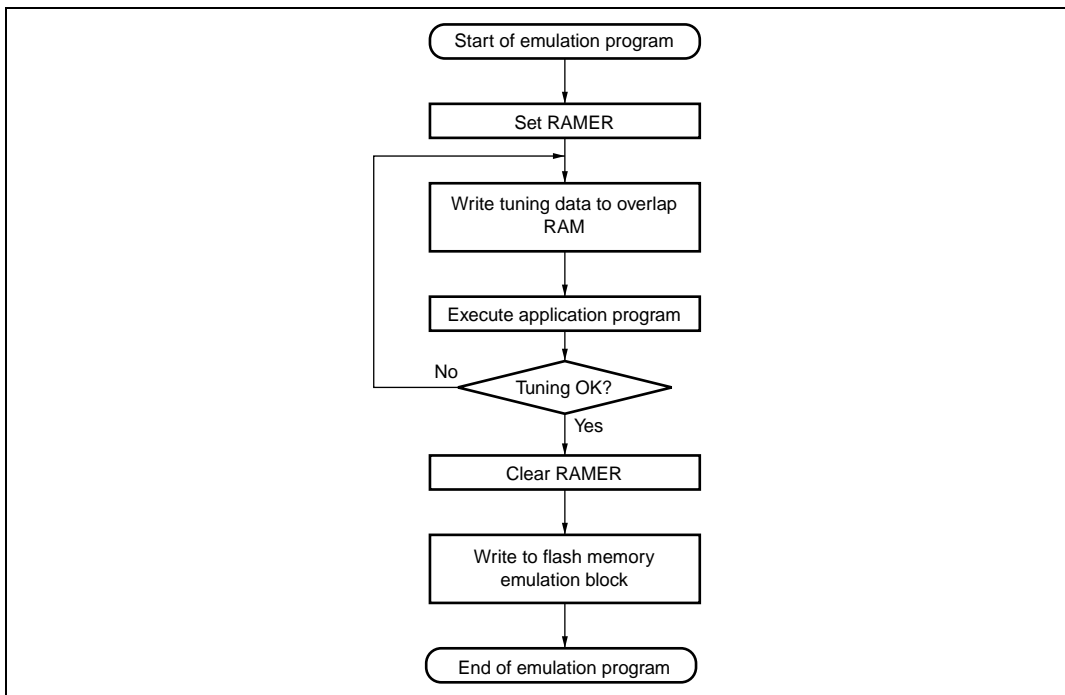 Start of emulation program
Set RAMER
Write tuning data to overlap
RAM
Execute application program
No
Tuning OK?
Yes
Clear RAMER
Write to flash memory
emulation block
End of emulation program